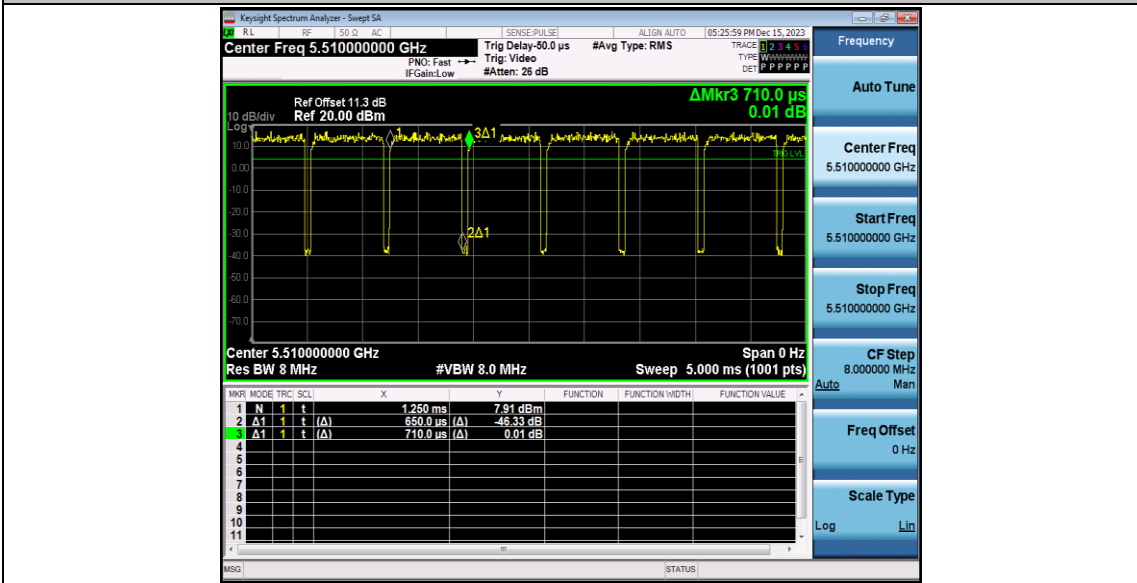 Keysight Spectrum Analyzer - Swept SA
RL RF 50 Ω AC SENSE:PULSE ALIGN AUTO 05:25:59 PM Dec 15, 2023
Center Freq 5.510000000 GHz
PNO: Fast
IFGain:Low
Trig Delay-50.0 µs
Trig: Video
#Atten: 26 dB
#Avg Type: RMS
TRACE 1 2 3 4 5 6
TYPE WWWWWW
DET P P P P P P
ΔMkr3 710.0 µs
0.01 dB
Ref Offset 11.3 dB
Ref 20.00 dBm
10 dB/div
Log
10.0
0.00
-10.0
-20.0
-30.0
-40.0
-50.0
-60.0
-70.0
1
3Δ1
2Δ1
TRIG LVL
Center 5.510000000 GHz
Res BW 8 MHz
#VBW 8.0 MHz
Span 0 Hz
Sweep 5.000 ms (1001 pts)
MKR MODE TRC SCL X Y FUNCTION FUNCTION WIDTH FUNCTION VALUE
1 N 1 t 1.250 ms 7.91 dBm
2 Δ1 1 t (Δ) 650.0 µs (Δ) -46.33 dB
3 Δ1 1 t (Δ) 710.0 µs (Δ) 0.01 dB
4
5
6
7
8
9
10
11
MSG
STATUS
Frequency
Auto Tune
Center Freq
5.510000000 GHz
Start Freq
5.510000000 GHz
Stop Freq
5.510000000 GHz
CF Step
8.000000 MHz
Auto Man
Freq Offset
0 Hz
Scale Type
Log Lin